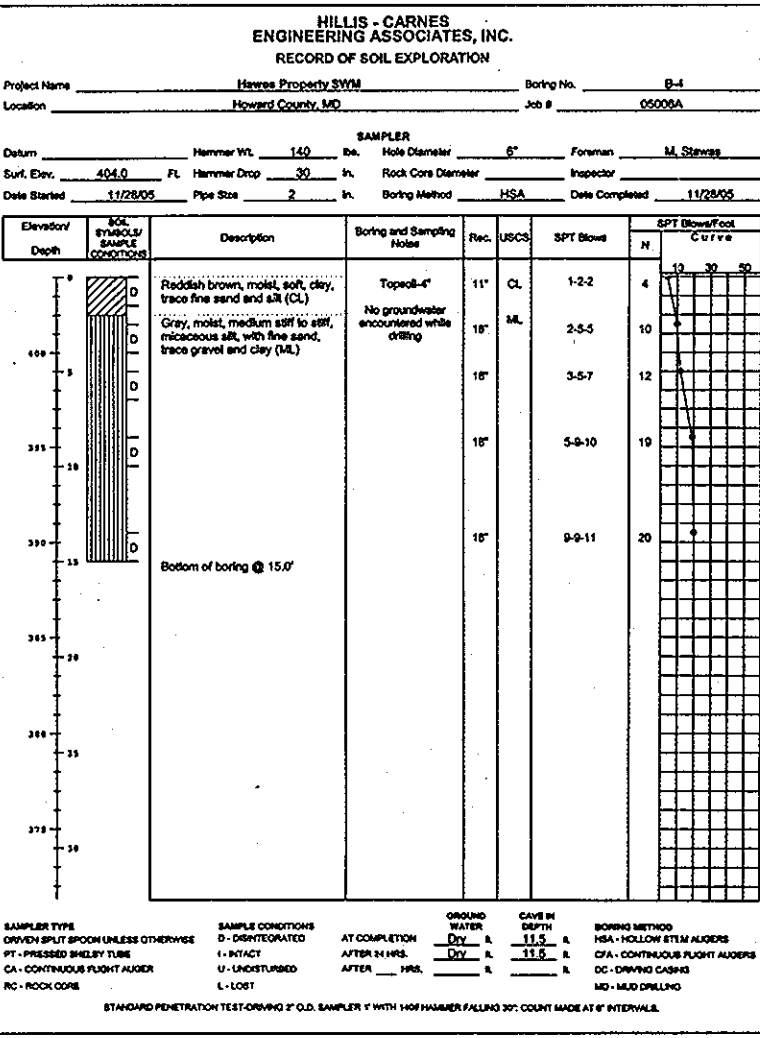 HILLIS - CARNES
ENGINEERING ASSOCIATES, INC.
RECORD OF SOIL EXPLORATION
Project Name Hawes Property SWM Boring No. B-4
Location Howard County, MD Job # 05006A
SAMPLER
Datum Hammer Wt. 140 lbs. Hole Diameter 6" Foreman M. Stawas
Surf. Elev. 404.0 Ft. Hammer Drop 30 in. Rock Core Diameter Inspector
Date Started 11/28/05 Pipe Size 2 in. Boring Method HSA Date Completed 11/28/05
Elevation/ Depth SOIL SYMBOLS/ SAMPLE CONDITIONS Description Boring and Sampling Notes Rec. USCS SPT Blows SPT Blows/Foot
N Curve
10 30 50
0 D Reddish brown, moist, soft, clay, trace fine sand and silt (CL) Topsoil-4" 11" CL 1-2-2 4
No groundwater encountered while drilling
400 D Gray, moist, medium stiff to stiff, micaceous silt, with fine sand, trace gravel and clay (ML) 18" ML 2-5-5 10
5 D 18" 3-5-7 12
395 D 18" 5-9-10 19
10
390 D 18" 9-9-11 20
15 Bottom of boring @ 15.0'
385
20
380
25
375
30
SAMPLER TYPE SAMPLE CONDITIONS GROUND WATER CAVE IN DEPTH BORING METHOD
DRIVEN SPLIT SPOON UNLESS OTHERWISE D - DISINTEGRATED AT COMPLETION Dry ft. 11.5 ft. HSA - HOLLOW STEM AUGERS
PT - PRESSED SHELBY TUBE I - INTACT AFTER 24 HRS. Dry ft. 11.5 ft. CFA - CONTINUOUS FLIGHT AUGERS
CA - CONTINUOUS FLIGHT AUGER U - UNDISTURBED AFTER HRS. ft. ft. DC - DRIVING CASING
RC - ROCK CORE L - LOST MD - MUD DRILLING
STANDARD PENETRATION TEST-DRIVING 2" O.D. SAMPLER 1' WITH 140# HAMMER FALLING 30"; COUNT MADE AT 6" INTERVALS.